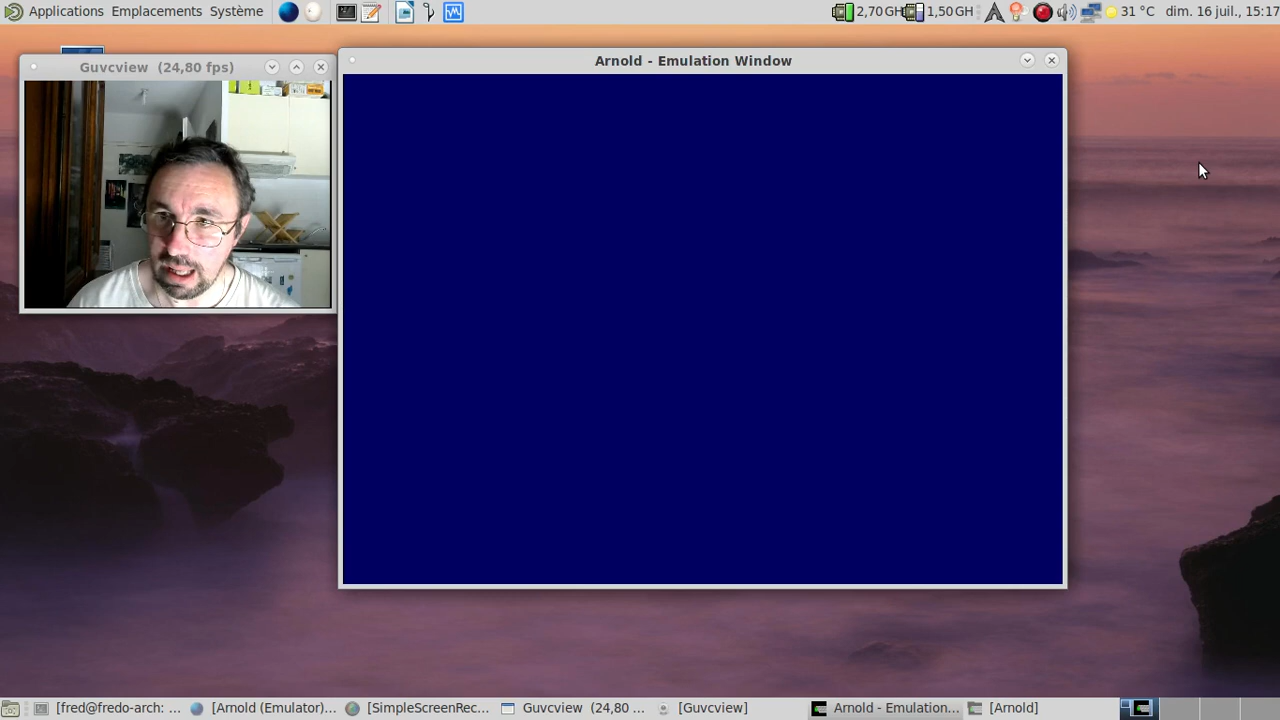 Applications Emplacements Système 2,70 GH 1,50 GH 31 °C dim. 16 juil., 15:17
Guvcview (24,80 fps)
Arnold - Emulation Window
[fred@fredo-arch: ... [Arnold (Emulator)... [SimpleScreenRec... Guvcview (24,80 ... [Guvcview] Arnold - Emulation... [Arnold]